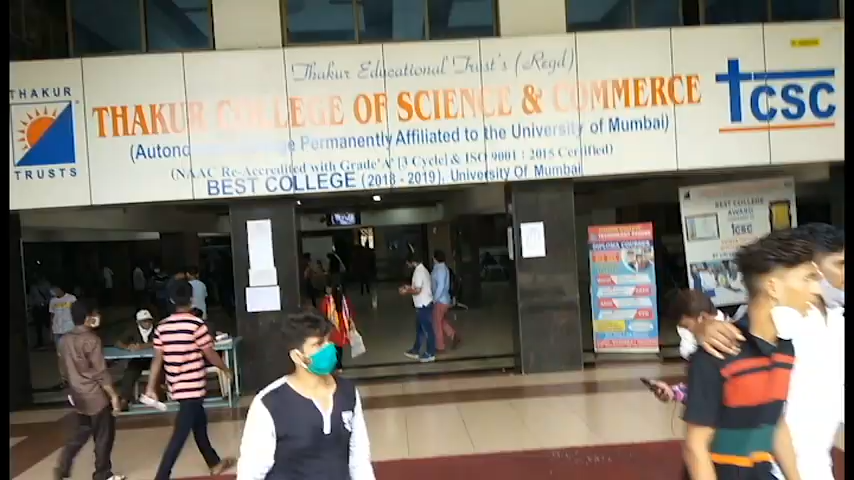 Thakur Educational Trust's (Regd)
THAKUR COLLEGE OF SCIENCE & COMMERCE
Permanently Affiliated to the University of Mumbai)
(NAAC Re-Accredited with Grade 'A' [3 Cycle] & ISO 9001 : 2015 Certified)
BEST COLLEGE (2018 - 2019), University Of Mumbai
THAKUR
TRUSTS
tCSC
DIPLOMA COURSES
BEST COLLEGE
AWARD
tCSC